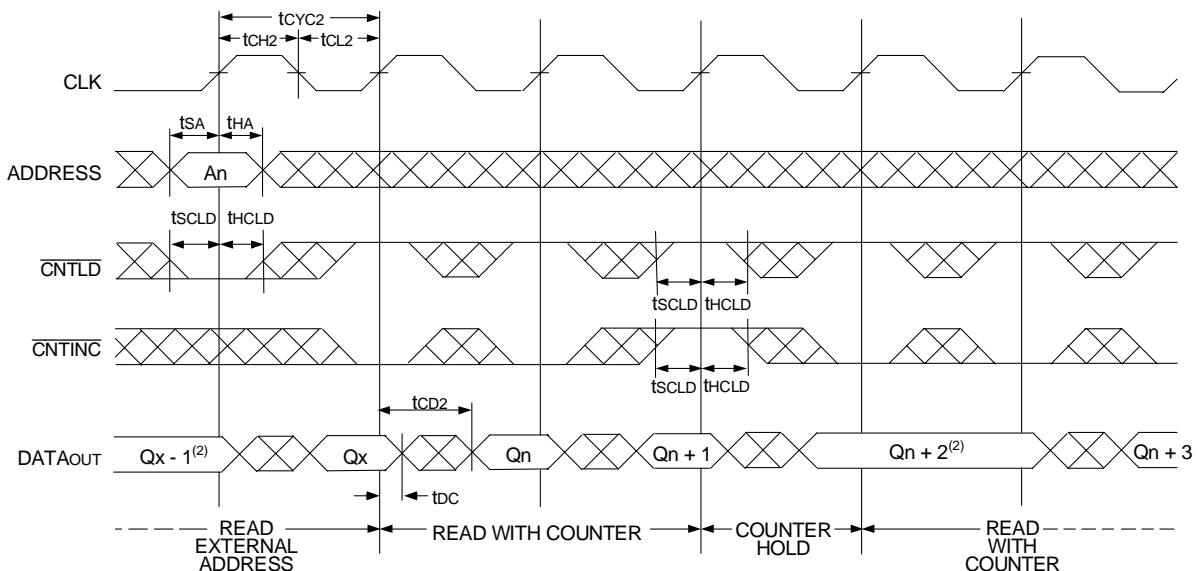 tCYC2
tCH2 tCL2
CLK
tSA tHA
ADDRESS An
tSCLD tHCLD
CNTLD
tSCLD tHCLD
CNTINC
tSCLD tHCLD
tCD2
DATAOUT Qx - 1(2) Qx Qn Qn + 1 Qn + 2(2) Qn + 3
tDC
READ EXTERNAL ADDRESS
READ WITH COUNTER
COUNTER HOLD
READ WITH COUNTER